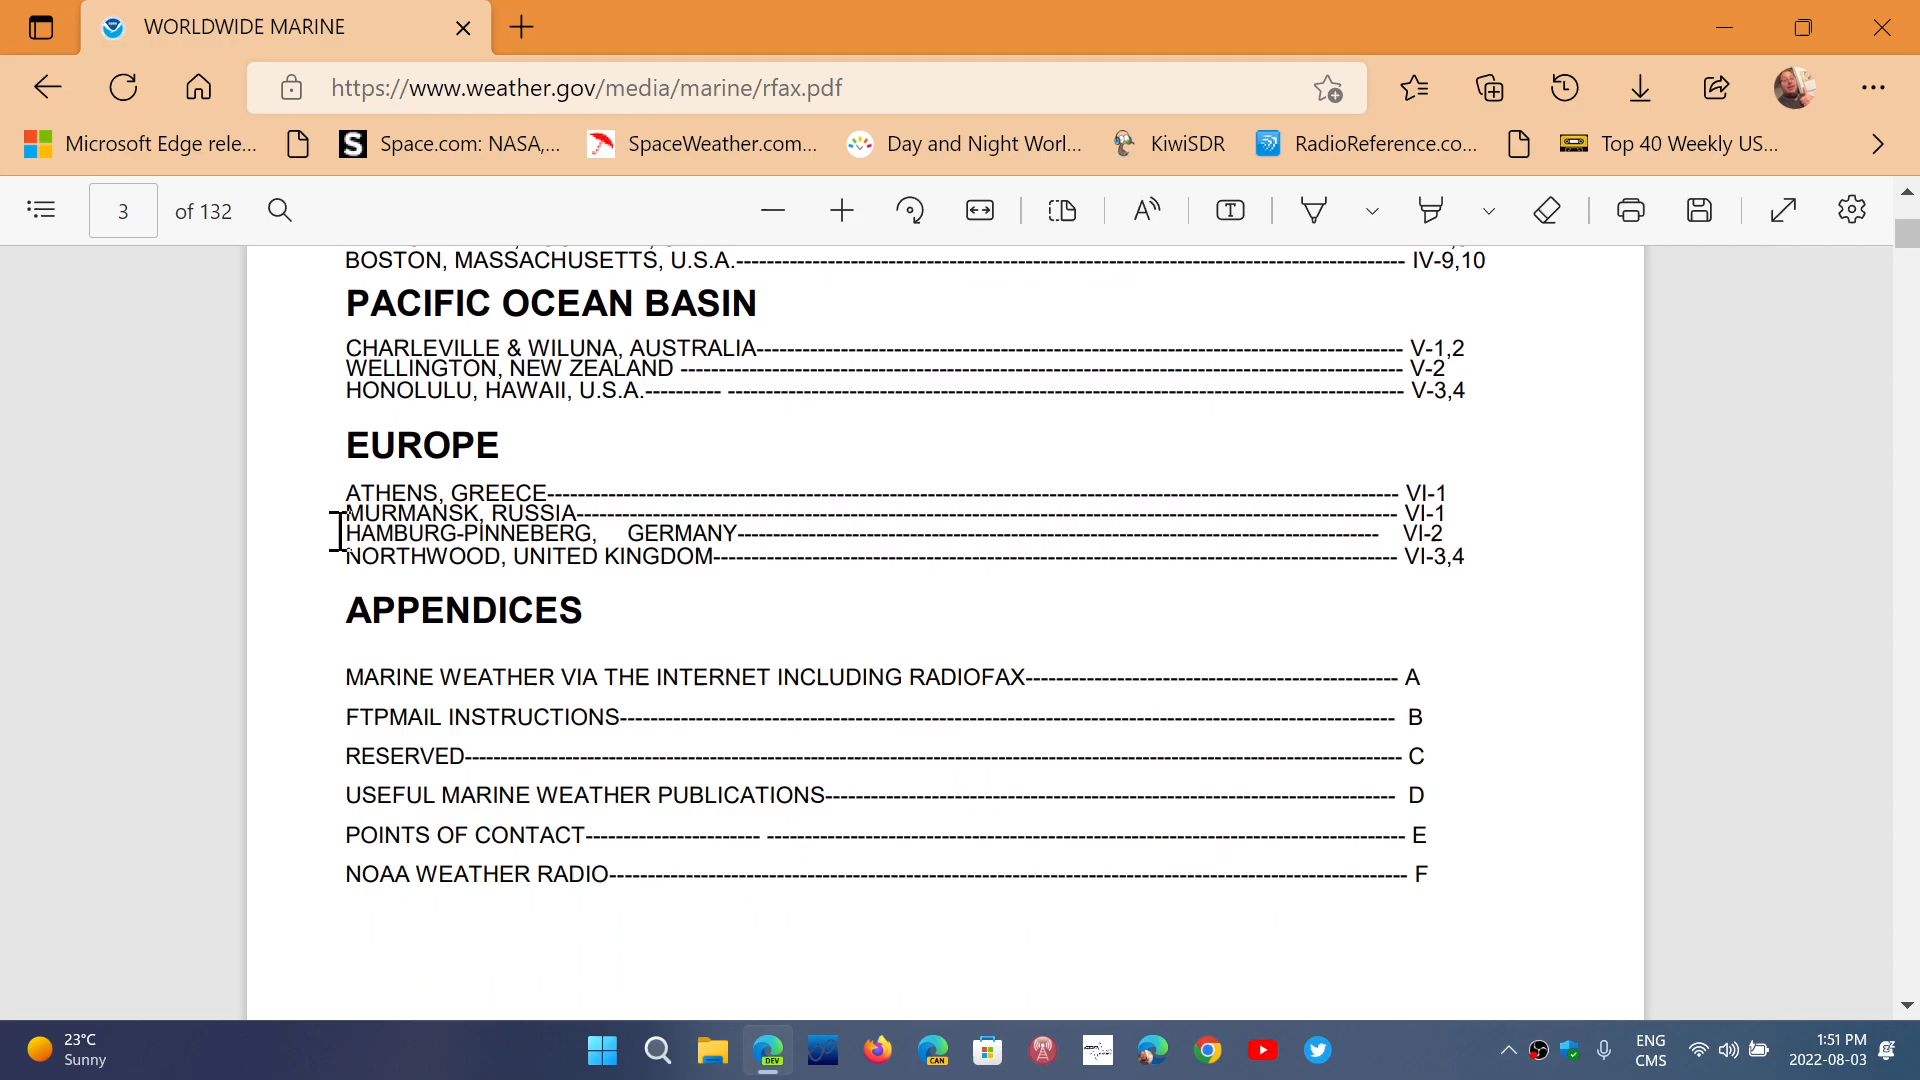 WORLDWIDE MARINE
https://www.weather.gov/media/marine/rfax.pdf
Microsoft Edge rele... Space.com: NASA,... SpaceWeather.com... Day and Night Worl... KiwiSDR RadioReference.co... Top 40 Weekly US...
3 of 132
BOSTON, MASSACHUSETTS, U.S.A.-------------------------------------------------- IV-9,10
PACIFIC OCEAN BASIN
CHARLEVILLE & WILUNA, AUSTRALIA-------------------------------------------------- V-1,2
WELLINGTON, NEW ZEALAND -------------------------------------------------- V-2
HONOLULU, HAWAII, U.S.A.---------- -------------------------------------------------- V-3,4
EUROPE
ATHENS, GREECE-------------------------------------------------- VI-1
MURMANSK, RUSSIA-------------------------------------------------- VI-1
HAMBURG-PINNEBERG, GERMANY-------------------------------------------------- VI-2
NORTHWOOD, UNITED KINGDOM-------------------------------------------------- VI-3,4
APPENDICES
MARINE WEATHER VIA THE INTERNET INCLUDING RADIOFAX-------------------------------------------------- A
FTPMAIL INSTRUCTIONS-------------------------------------------------- B
RESERVED-------------------------------------------------- C
USEFUL MARINE WEATHER PUBLICATIONS-------------------------------------------------- D
POINTS OF CONTACT----------------------- -------------------------------------------------- E
NOAA WEATHER RADIO-------------------------------------------------- F
23°C
Sunny
DEV
CAN
ENG
CMS
1:51 PM
2022-08-03